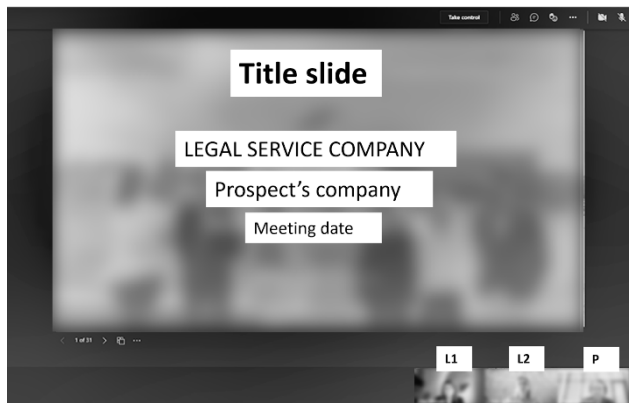 Take control
Title slide
LEGAL SERVICE COMPANY
Prospect's company
Meeting date
1 of 31
L1 L2 P